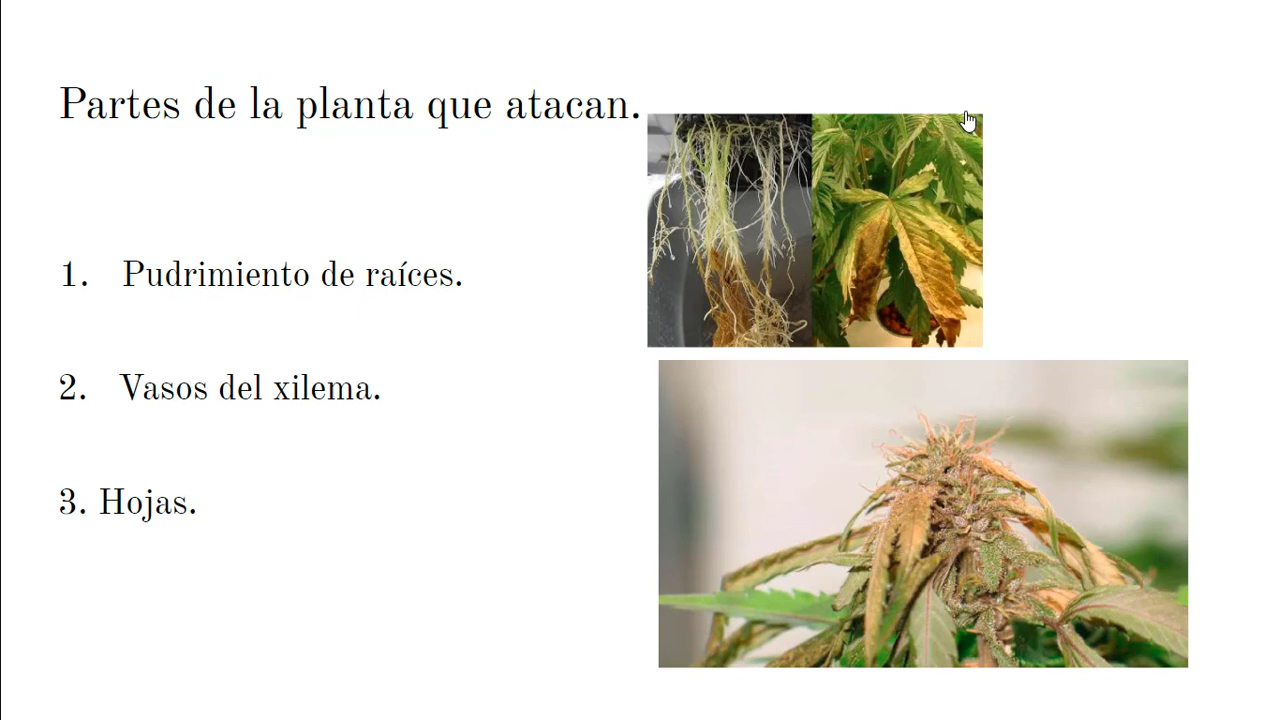 Partes de la planta que atacan.
1. Pudrimiento de raíces.
2. Vasos del xilema.
3. Hojas.